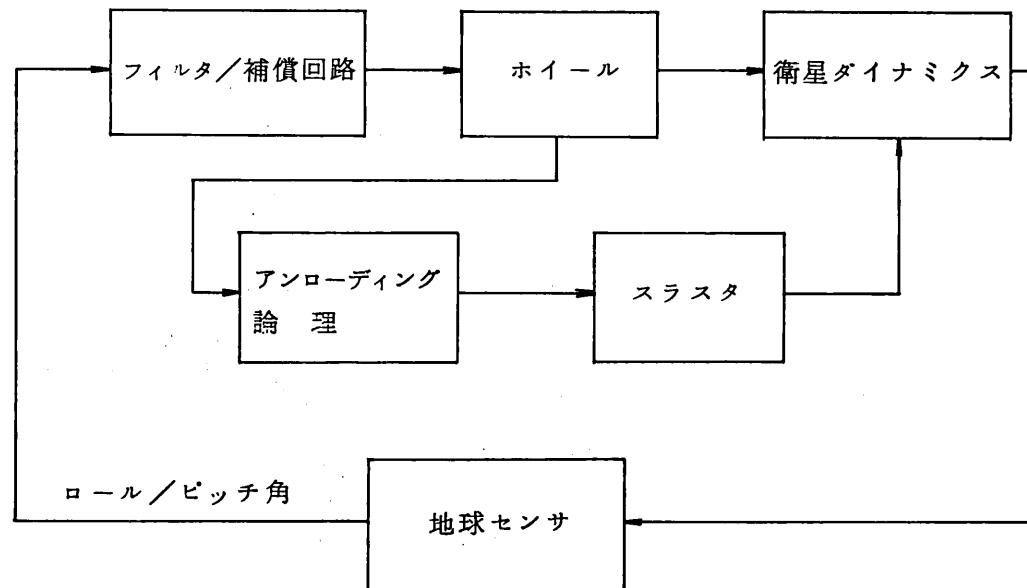 フィルタ/補償回路
ホイール
衛星ダイナミクス
アンローディング
論 理
スラスタ
ロール/ピッチ角
地球センサ